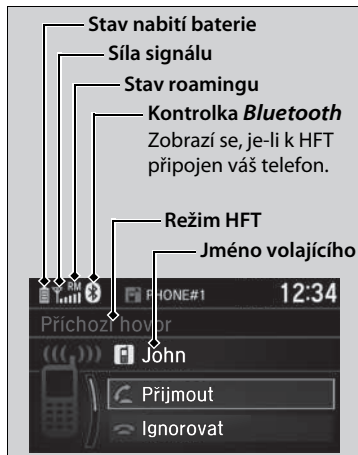 Stav nabití baterie
Síla signálu
Stav roamingu
Kontrolka Bluetooth
Zobrazí se, je-li k HFT
připojen váš telefon.
Režim HFT
Jméno volajícího
RM PHONE#1 12:34
Příchozí hovor
John
Přijmout
Ignorovat